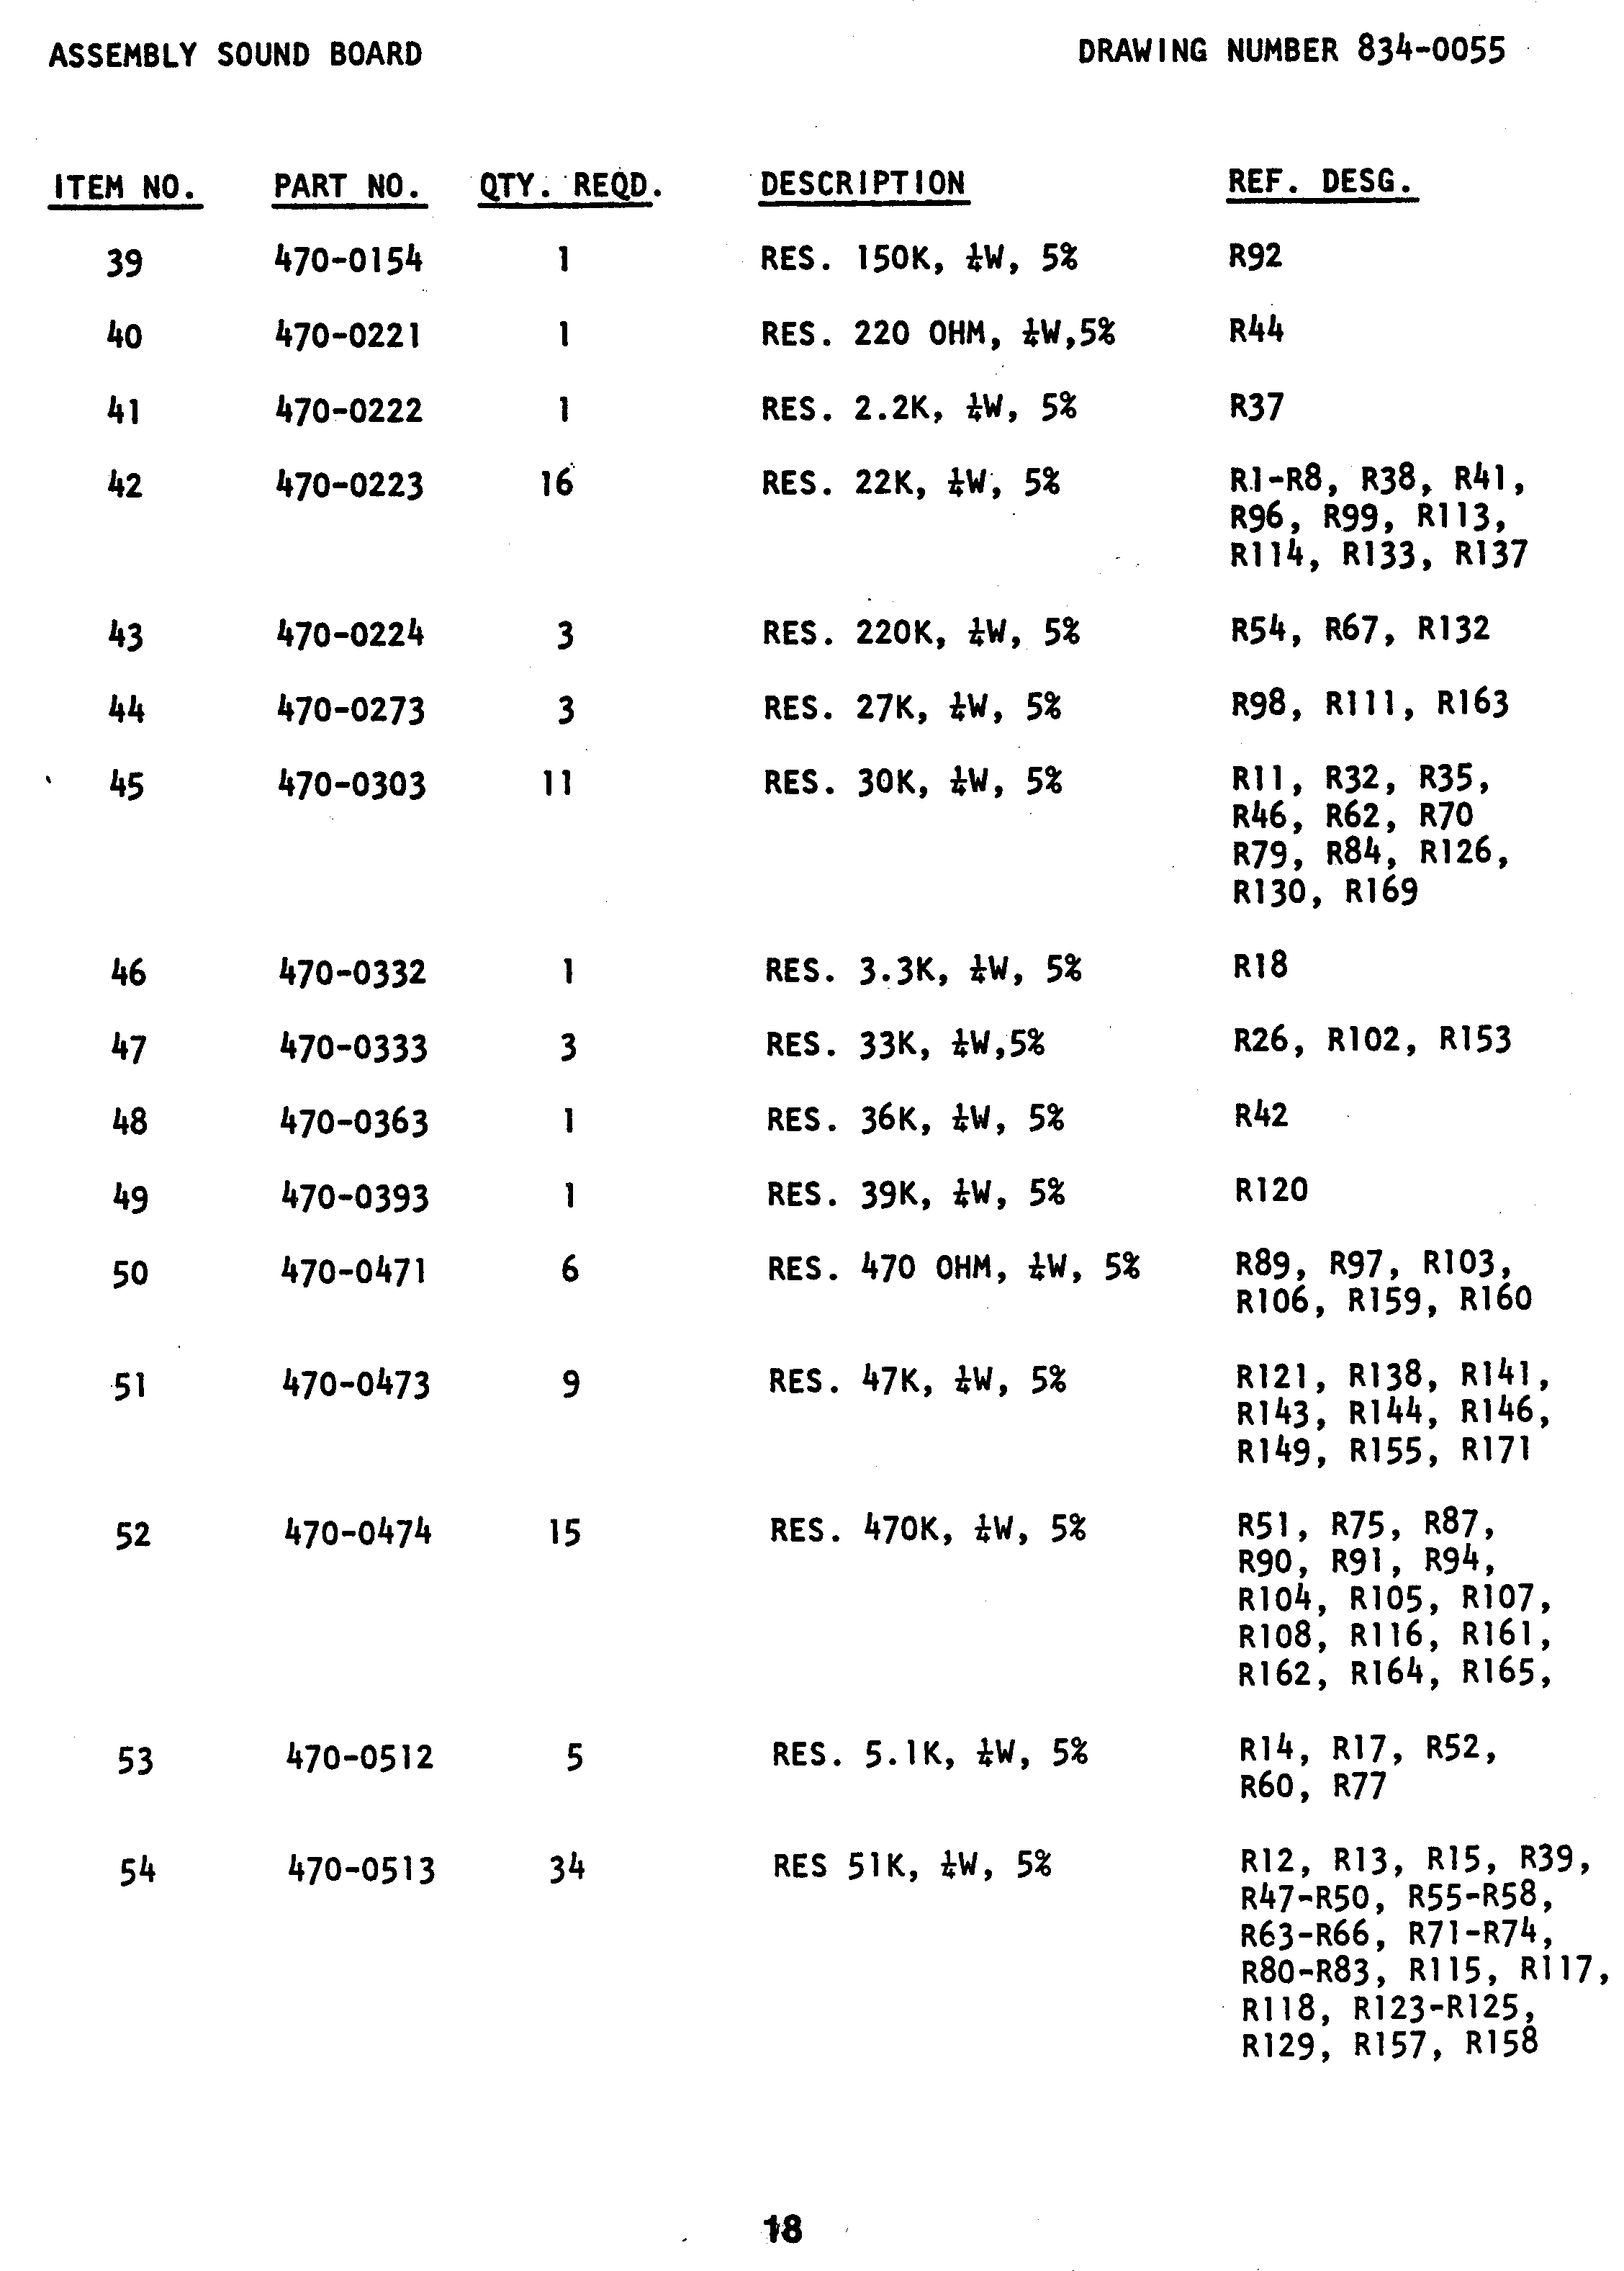 ASSEMBLY SOUND BOARD DRAWING NUMBER 834-0055
ITEM NO. PART NO. QTY. REQD. DESCRIPTION REF. DESG.
39 470-0154 1 RES. 150K, ¼W, 5% R92
40 470-0221 1 RES. 220 OHM, ¼W,5% R44
41 470-0222 1 RES. 2.2K, ¼W, 5% R37
42 470-0223 16 RES. 22K, ¼W, 5% R1-R8, R38, R41,
R96, R99, R113,
R114, R133, R137
43 470-0224 3 RES. 220K, ¼W, 5% R54, R67, R132
44 470-0273 3 RES. 27K, ¼W, 5% R98, R111, R163
45 470-0303 11 RES. 30K, ¼W, 5% R11, R32, R35,
R46, R62, R70
R79, R84, R126,
R130, R169
46 470-0332 1 RES. 3.3K, ¼W, 5% R18
47 470-0333 3 RES. 33K, ¼W,5% R26, R102, R153
48 470-0363 1 RES. 36K, ¼W, 5% R42
49 470-0393 1 RES. 39K, ¼W, 5% R120
50 470-0471 6 RES. 470 OHM, ¼W, 5% R89, R97, R103,
R106, R159, R160
51 470-0473 9 RES. 47K, ¼W, 5% R121, R138, R141,
R143, R144, R146,
R149, R155, R171
52 470-0474 15 RES. 470K, ¼W, 5% R51, R75, R87,
R90, R91, R94,
R104, R105, R107,
R108, R116, R161,
R162, R164, R165,
53 470-0512 5 RES. 5.1K, ¼W, 5% R14, R17, R52,
R60, R77
54 470-0513 34 RES 51K, ¼W, 5% R12, R13, R15, R39,
R47-R50, R55-R58,
R63-R66, R71-R74,
R80-R83, R115, R117,
R118, R123-R125,
R129, R157, R158
18